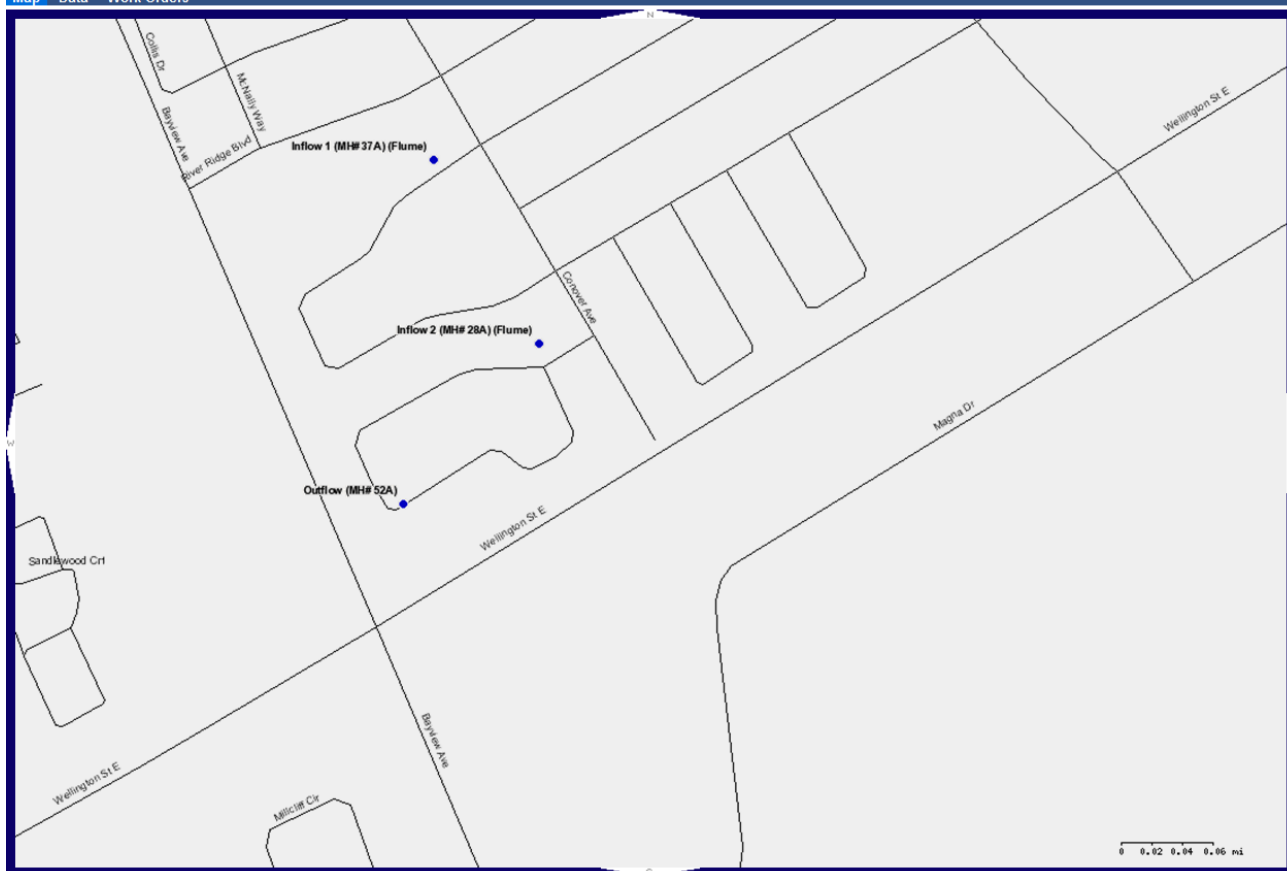 Map Data Work Orders
N
Collis Dr
McNally Way
Bayview Ave
River Ridge Blvd
Wellington St E
Inflow 1 (MH# 37A) (Flume)
Conover Ave
Inflow 2 (MH# 28A) (Flume)
Magna Dr
W
Outflow (MH# 52A)
Wellington St E
Sandlewood Crt
Bayview Ave
Wellington St E
Millcliff Cir
0 0.02 0.04 0.06 mi